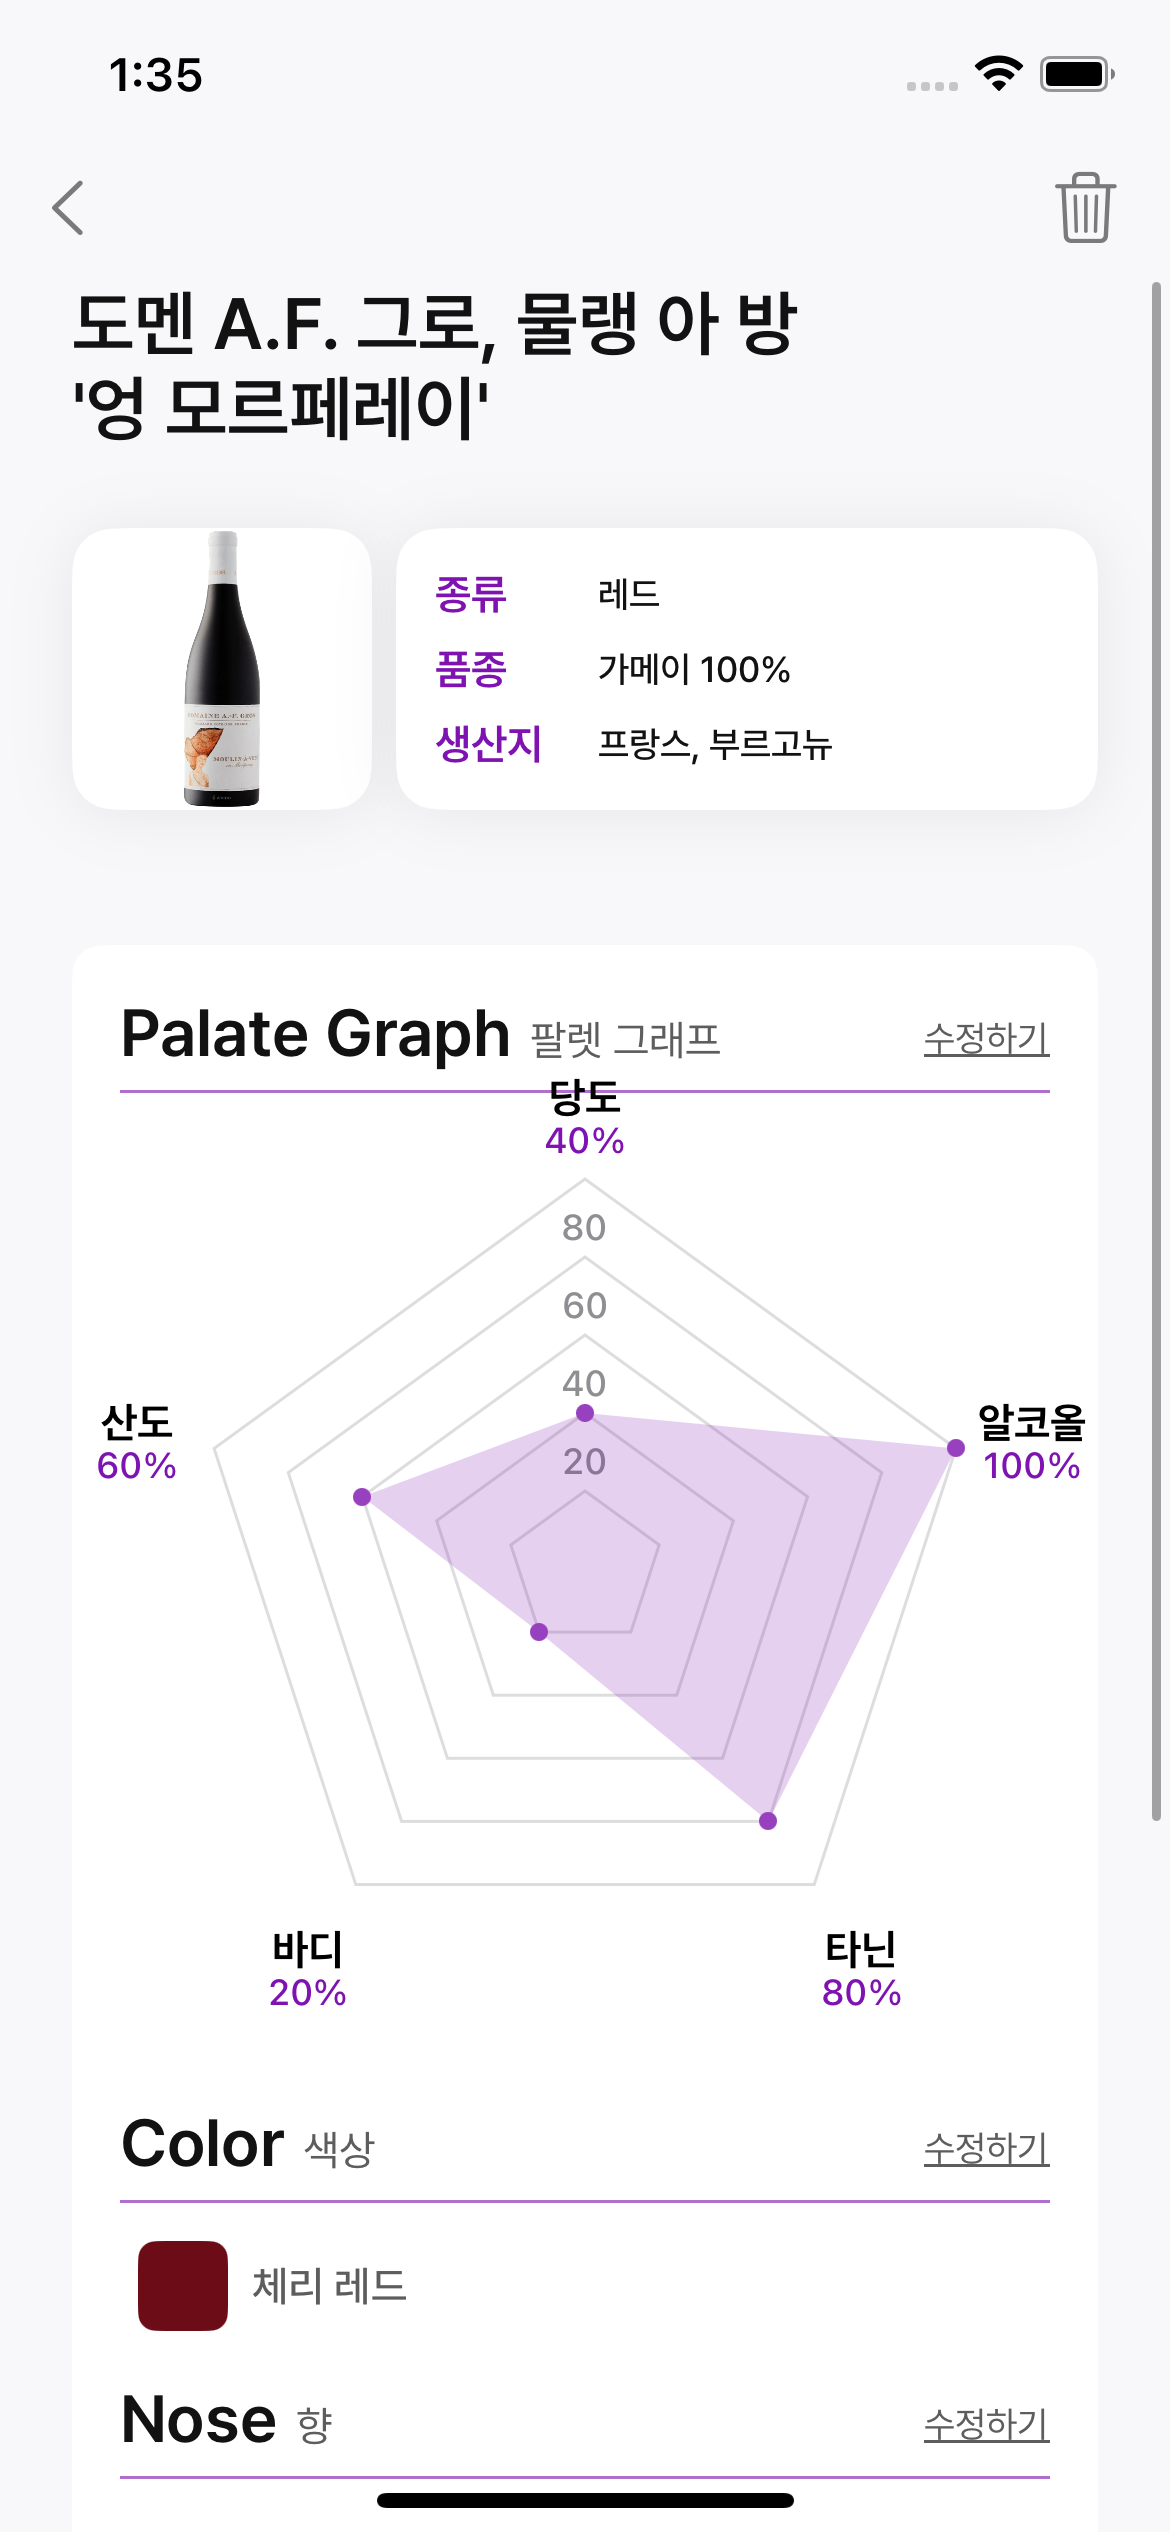 1:35
도멘 A.F. 그로, 물랭 아 방
'엉 모르페레이'
종류 레드
품종 가메이 100%
생산지 프랑스, 부르고뉴
DOMAINE A.-F. GROS
Palate Graph 팔렛 그래프 수정하기
당도
40%
80
60
40
20
산도
60%
알코올
100%
바디
20%
타닌
80%
Color 색상 수정하기
체리 레드
Nose 향 수정하기